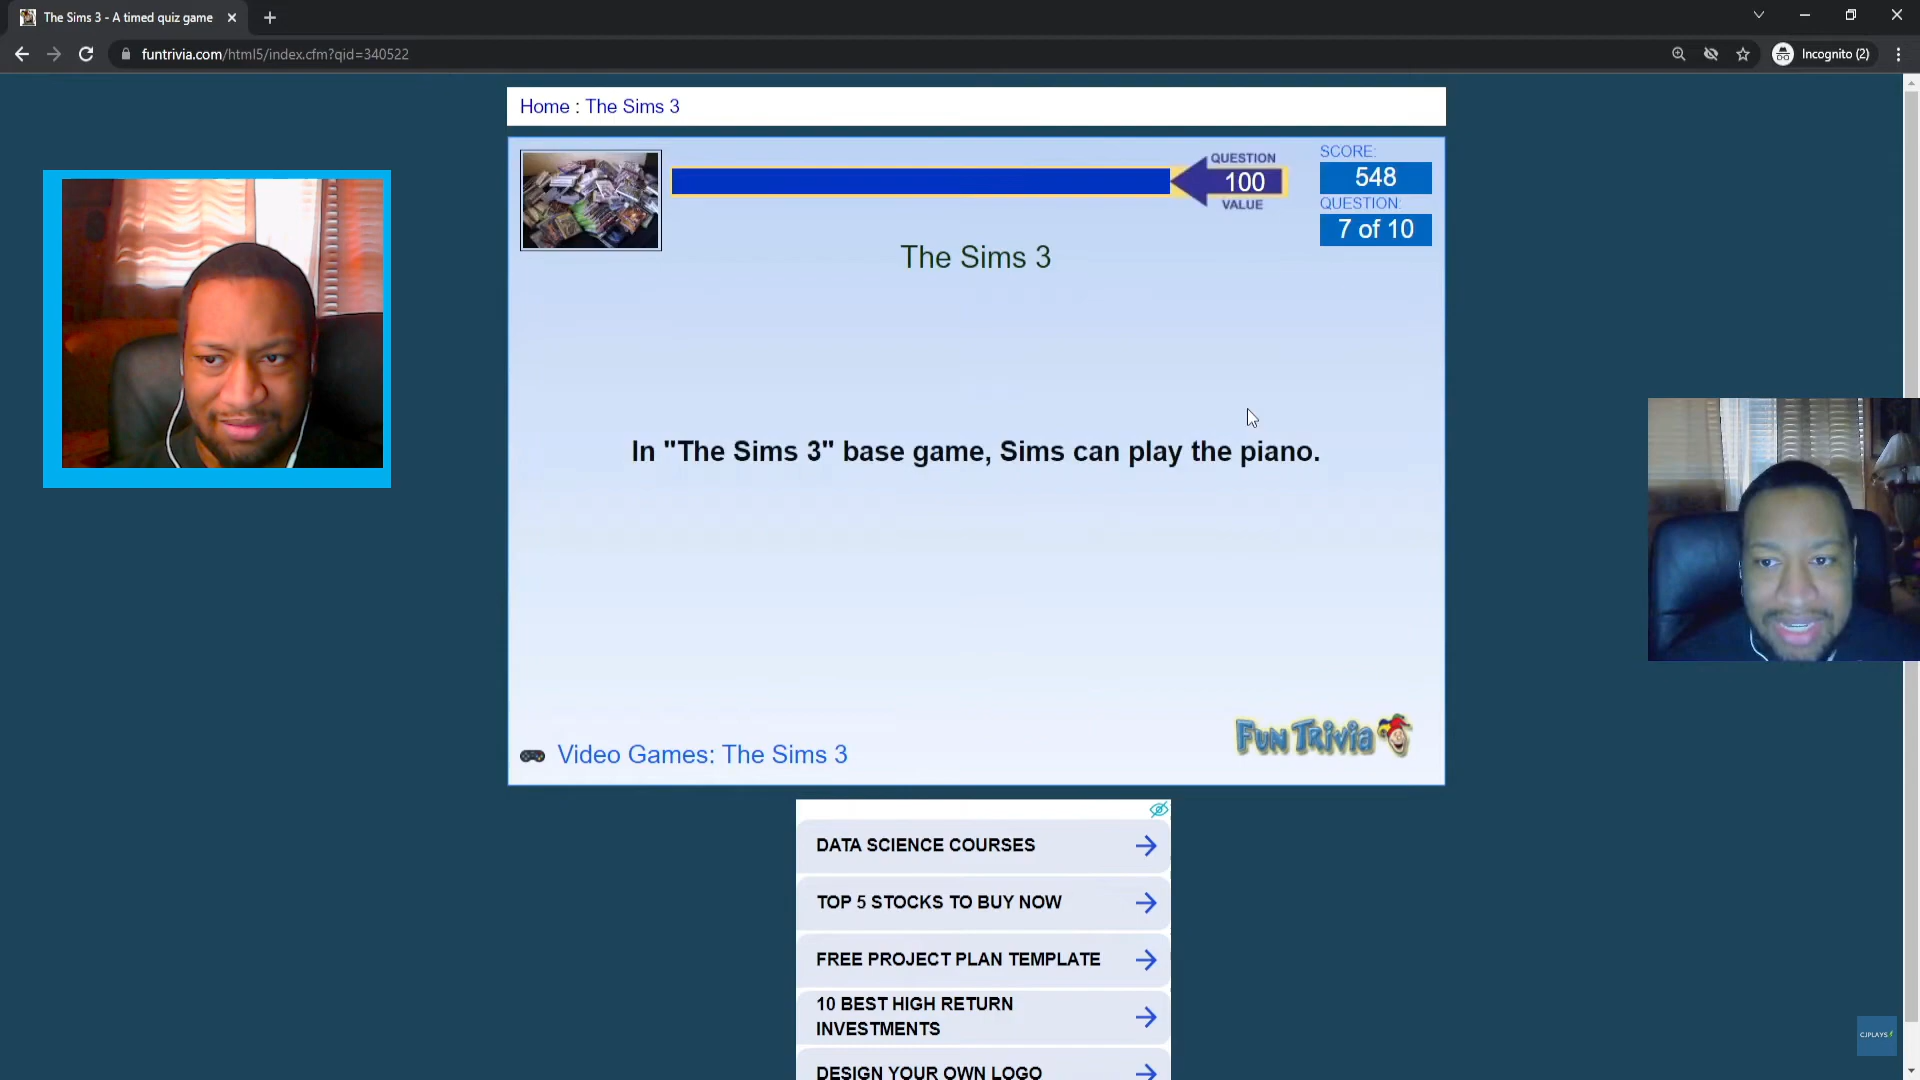 The Sims 3 - A timed quiz game
funtrivia.com/html5/index.cfm?qid=340522
Incognito (2)
Home : The Sims 3
QUESTION
100
VALUE
SCORE:
548
QUESTION:
7 of 10
The Sims 3
In "The Sims 3" base game, Sims can play the piano.
Video Games: The Sims 3
FUN TRIVIA
DATA SCIENCE COURSES
TOP 5 STOCKS TO BUY NOW
FREE PROJECT PLAN TEMPLATE
10 BEST HIGH RETURN
INVESTMENTS
DESIGN YOUR OWN LOGO
CJPLAYS